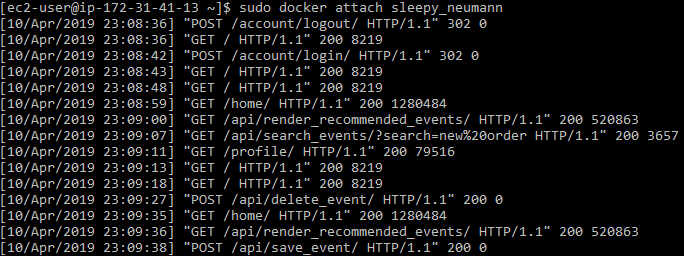 [ec2-user@ip-172-31-41-13 ~]$ sudo docker attach sleepy_neumann
[10/Apr/2019 23:08:36] "POST /account/logout/ HTTP/1.1" 302 0
[10/Apr/2019 23:08:36] "GET / HTTP/1.1" 200 8219
[10/Apr/2019 23:08:42] "POST /account/login/ HTTP/1.1" 302 0
[10/Apr/2019 23:08:43] "GET / HTTP/1.1" 200 8219
[10/Apr/2019 23:08:48] "GET / HTTP/1.1" 200 8219
[10/Apr/2019 23:08:59] "GET /home/ HTTP/1.1" 200 1280484
[10/Apr/2019 23:09:00] "GET /api/render_recommended_events/ HTTP/1.1" 200 520863
[10/Apr/2019 23:09:07] "GET /api/search_events/?search=new%20order HTTP/1.1" 200 3657
[10/Apr/2019 23:09:11] "GET /profile/ HTTP/1.1" 200 79516
[10/Apr/2019 23:09:13] "GET / HTTP/1.1" 200 8219
[10/Apr/2019 23:09:18] "GET / HTTP/1.1" 200 8219
[10/Apr/2019 23:09:27] "POST /api/delete_event/ HTTP/1.1" 200 0
[10/Apr/2019 23:09:35] "GET /home/ HTTP/1.1" 200 1280484
[10/Apr/2019 23:09:36] "GET /api/render_recommended_events/ HTTP/1.1" 200 520863
[10/Apr/2019 23:09:38] "POST /api/save_event/ HTTP/1.1" 200 0